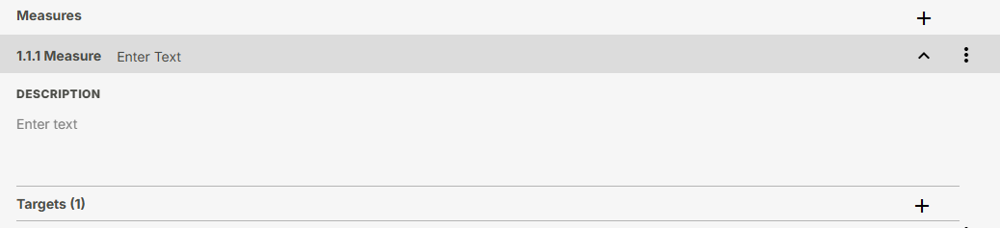 Measures
1.1.1 Measure Enter Text
DESCRIPTION
Enter text
Targets (1)